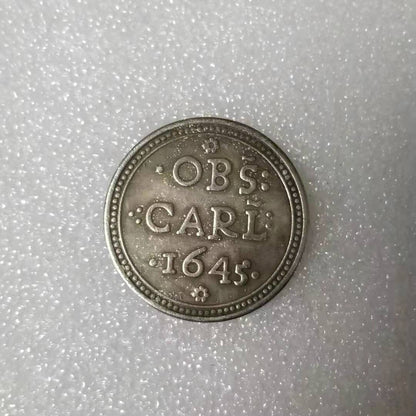 · OBS̃ :
: CARL̃ :
· 1645 ·